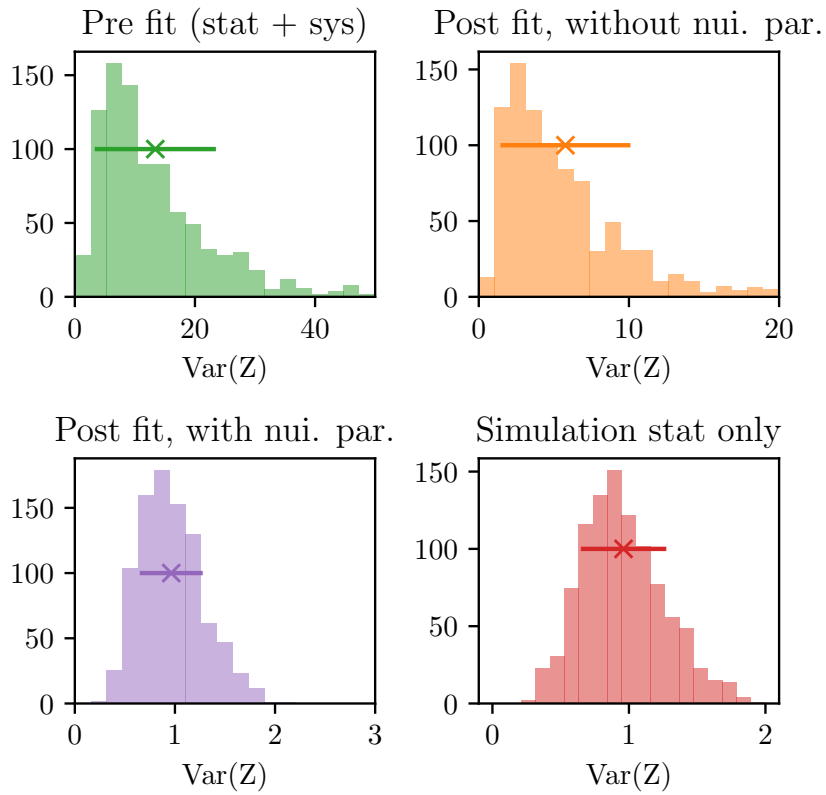 Pre fit (stat + sys)
150
100
50
0
0 20 40
Var(Z)
Post fit, without nui. par.
150
100
50
0
0 10 20
Var(Z)
Post fit, with nui. par.
150
100
50
0
0 1 2 3
Var(Z)
Simulation stat only
150
100
50
0
0 1 2
Var(Z)